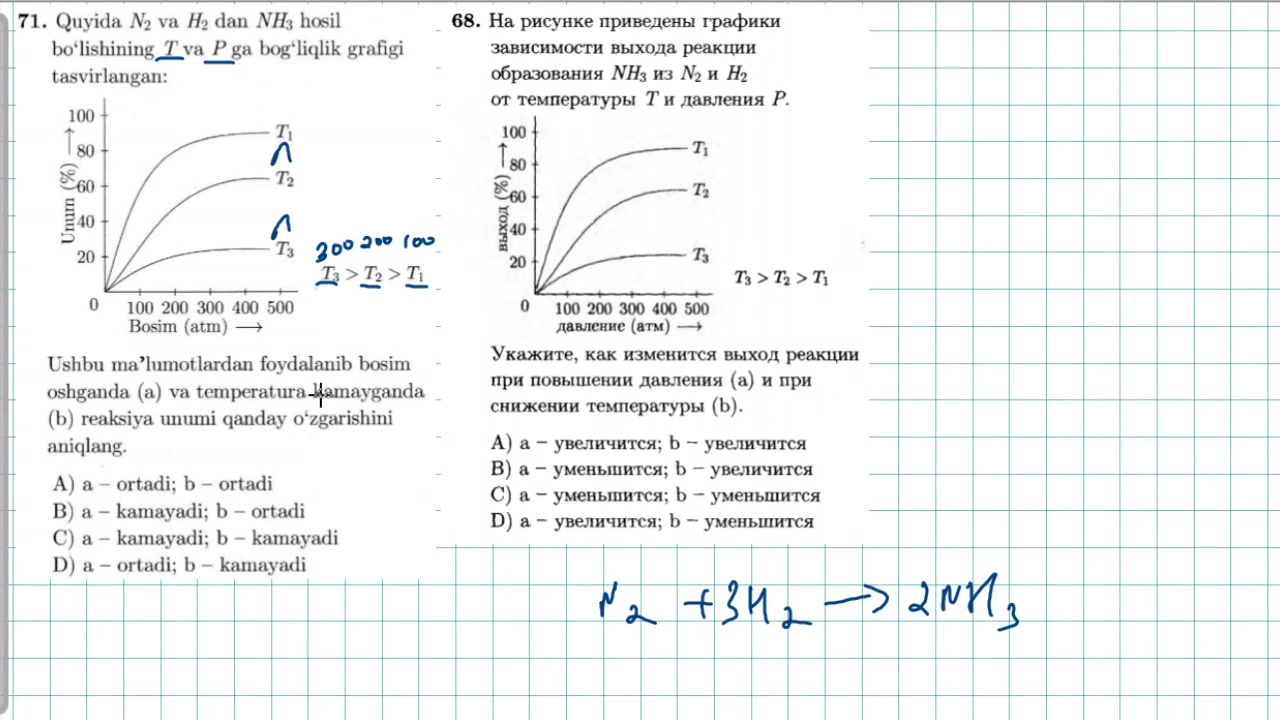 71. Quyida N₂ va H₂ dan NH₃ hosil
bo‘lishining T va P ga bog‘liqlik grafigi
tasvirlangan:
Unum (%) →
100
80
60
40
20
0
100 200 300 400 500
Bosim (atm) →
T₁
T₂
T₃
300 200 100
T₃ > T₂ > T₁
Ushbu ma’lumotlardan foydalanib bosim
oshganda (a) va temperatura kamayganda
(b) reaksiya unumi qanday o‘zgarishini
aniqlang.
A) a – ortadi; b – ortadi
B) a – kamayadi; b – ortadi
C) a – kamayadi; b – kamayadi
D) a – ortadi; b – kamayadi
68. На рисунке приведены графики
зависимости выхода реакции
образования NH₃ из N₂ и H₂
от температуры T и давления P.
выход (%) →
100
80
60
40
20
0
100 200 300 400 500
давление (атм) →
T₁
T₂
T₃
T₃ > T₂ > T₁
Укажите, как изменится выход реакции
при повышении давления (a) и при
снижении температуры (b).
A) a – увеличится; b – увеличится
B) a – уменьшится; b – увеличится
C) a – уменьшится; b – уменьшится
D) a – увеличится; b – уменьшится
N₂ + 3H₂ → 2NH₃